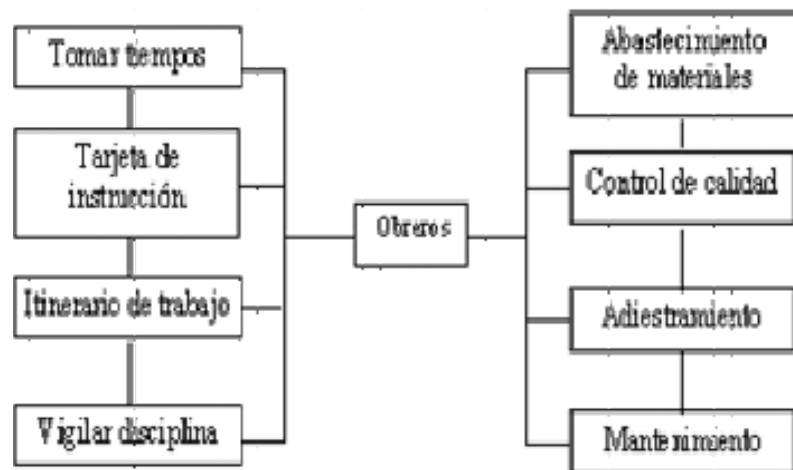 Tomar tiempos
Tarjeta de
instrucción
Itinerario de trabajo
Vigilar disciplina
Obreros
Abastecimiento
de materiales
Control de calidad
Adiestramiento
Mantenimiento